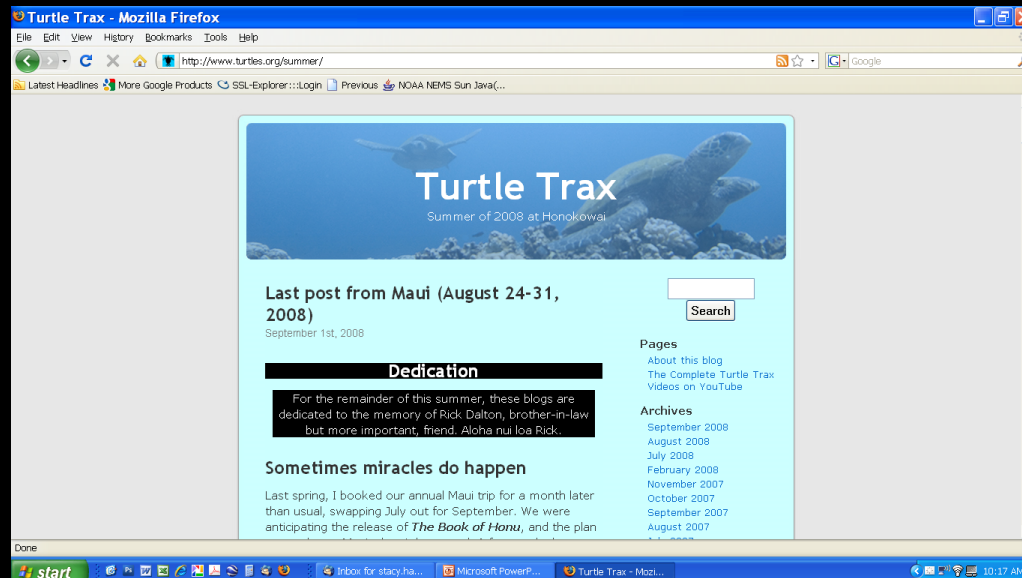 Turtle Trax - Mozilla Firefox
File Edit View History Bookmarks Tools Help
http://www.turtles.org/summer/
G Google
Latest Headlines More Google Products SSL-Explorer:::Login Previous NOAA NEMS Sun Java(...
Turtle Trax
Summer of 2008 at Honokowai
Last post from Maui (August 24-31,
2008)
September 1st, 2008
Dedication
For the remainder of this summer, these blogs are
dedicated to the memory of Rick Dalton, brother-in-law
but more important, friend. Aloha nui loa Rick.
Sometimes miracles do happen
Last spring, I booked our annual Maui trip for a month later
than usual, swapping July out for September. We were
anticipating the release of The Book of Honu, and the plan
Search
Pages
About this blog
The Complete Turtle Trax
Videos on YouTube
Archives
September 2008
August 2008
July 2008
February 2008
November 2007
October 2007
September 2007
August 2007
Done
start Inbox for stacy.ha... Microsoft PowerP... Turtle Trax - Mozi... 10:17 AM